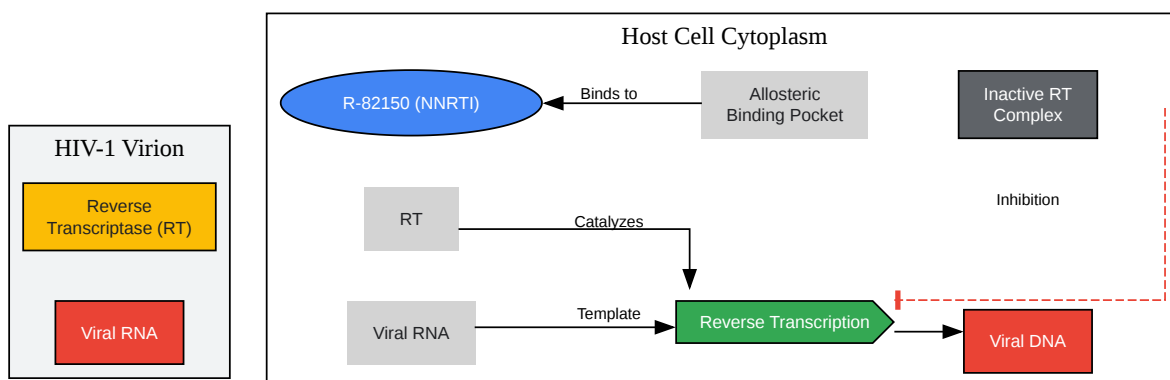 Host Cell Cytoplasm
R-82150 (NNRTI)
Binds to
Allosteric
Binding Pocket
Inactive RT
Complex
HIV-1 Virion
Reverse
Transcriptase (RT)
RT
Catalyzes
Inhibition
Viral RNA
Viral RNA
Template
Reverse Transcription
Viral DNA